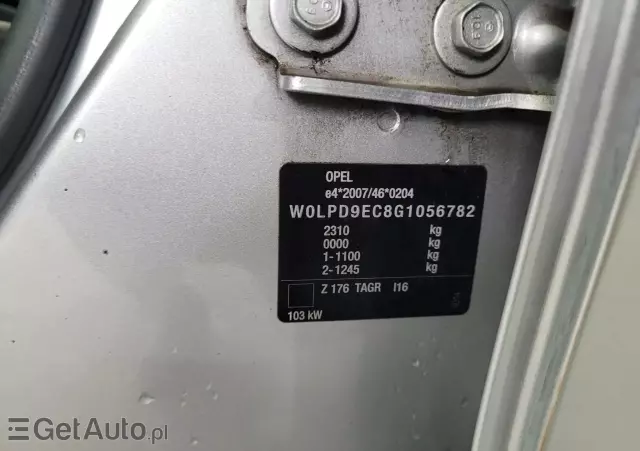 OPEL
e4*2007/46*0204
W0LPD9EC8G1056782
2310 kg
0000 kg
1-1100 kg
2-1245 kg
Z 176 TAGR I16
103 kW
GetAuto.pl